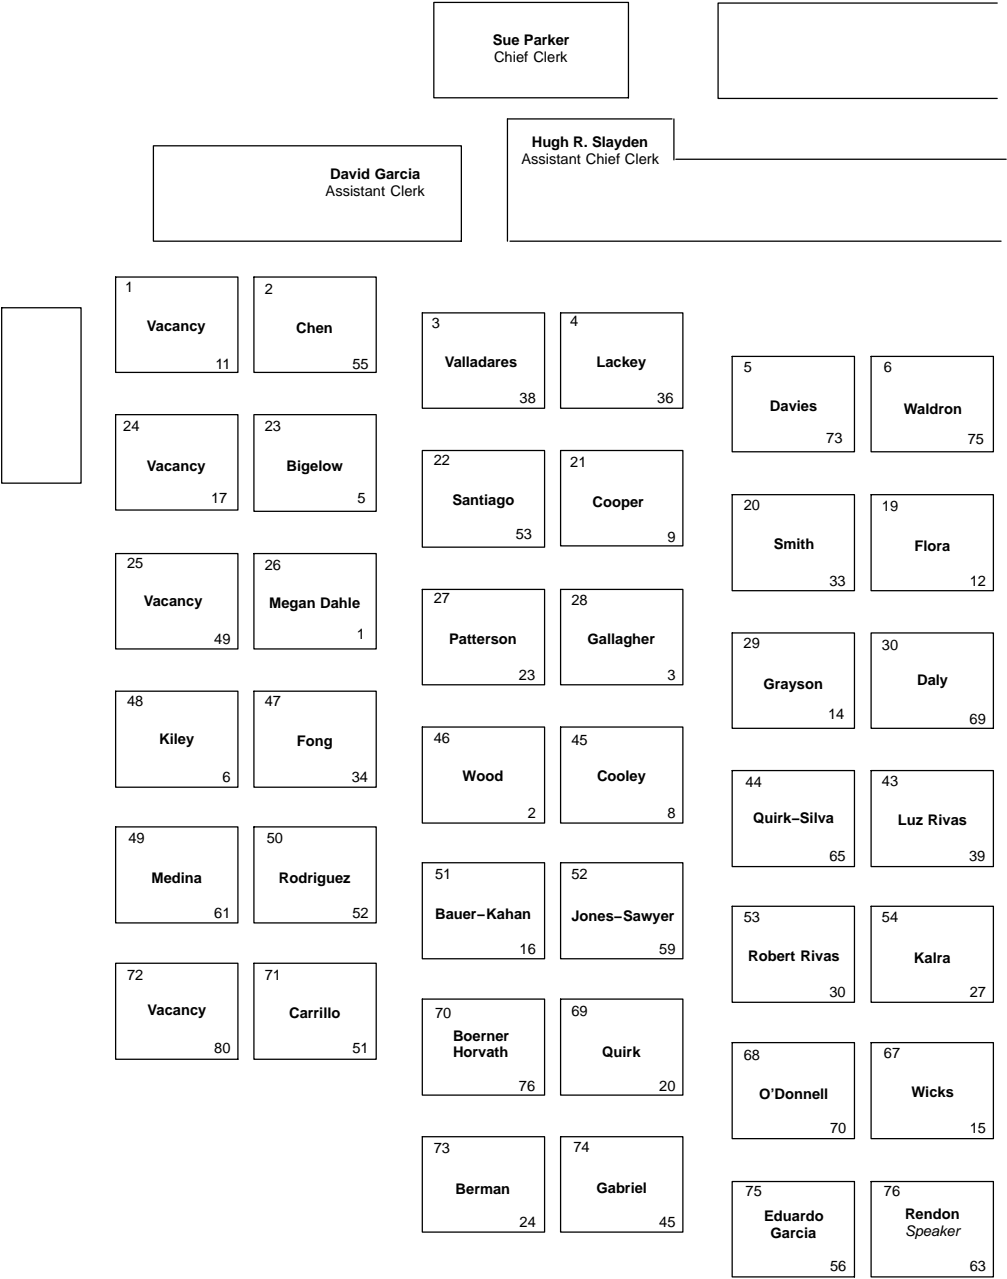 Sue Parker
Chief Clerk
Hugh R. Slayden
Assistant Chief Clerk
David Garcia
Assistant Clerk
1
Vacancy
11
2
Chen
55
3
Valladares
38
4
Lackey
36
5
Davies
73
6
Waldron
75
24
Vacancy
17
23
Bigelow
5
22
Santiago
53
21
Cooper
9
20
Smith
33
19
Flora
12
25
Vacancy
49
26
Megan Dahle
1
27
Patterson
23
28
Gallagher
3
29
Grayson
14
30
Daly
69
48
Kiley
6
47
Fong
34
46
Wood
2
45
Cooley
8
44
Quirk−Silva
65
43
Luz Rivas
39
49
Medina
61
50
Rodriguez
52
51
Bauer−Kahan
16
52
Jones−Sawyer
59
53
Robert Rivas
30
54
Kalra
27
72
Vacancy
80
71
Carrillo
51
70
Boerner
Horvath
76
69
Quirk
20
68
O'Donnell
70
67
Wicks
15
73
Berman
24
74
Gabriel
45
75
Eduardo
Garcia
56
76
Rendon
Speaker
63